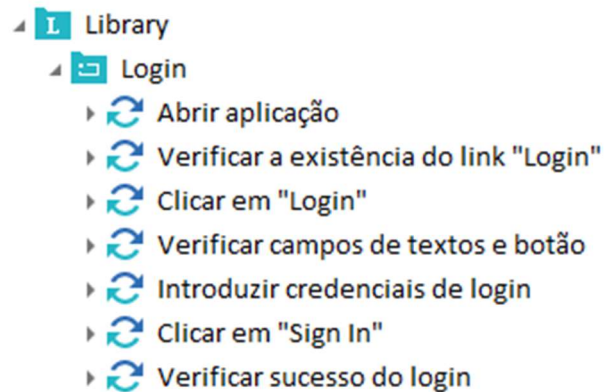 L Library
Login
Abrir aplicação
Verificar a existência do link "Login"
Clicar em "Login"
Verificar campos de textos e botão
Introduzir credenciais de login
Clicar em "Sign In"
Verificar sucesso do login